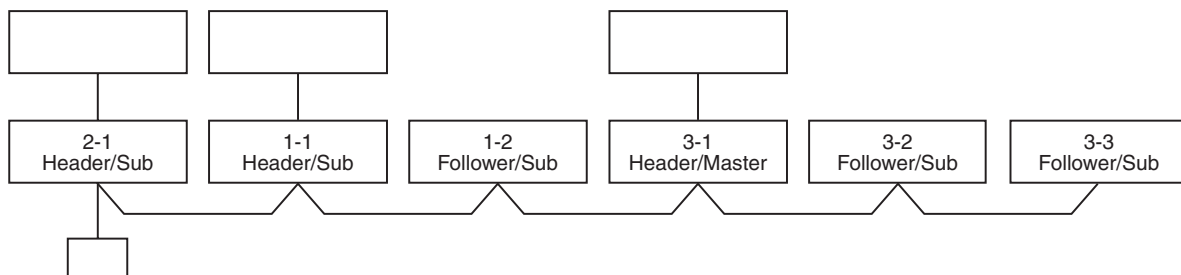 2-1
Header/Sub
1-1
Header/Sub
1-2
Follower/Sub
3-1
Header/Master
3-2
Follower/Sub
3-3
Follower/Sub